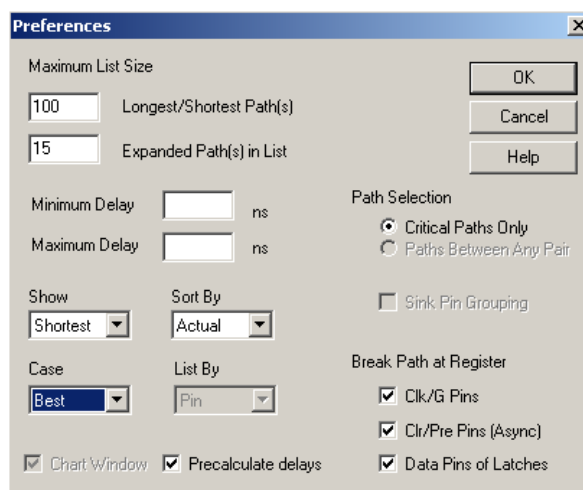 Preferences
Maximum List Size
OK
100 Longest/Shortest Path(s)
Cancel
15 Expanded Path(s) in List
Help
Minimum Delay ns
Path Selection
Critical Paths Only
Maximum Delay ns
Paths Between Any Pair
Show Sort By
Sink Pin Grouping
Shortest Actual
Case List By
Break Path at Register
Best Pin
Clk/G Pins
Clr/Pre Pins (Async)
Chart Window Precalculate delays
Data Pins of Latches